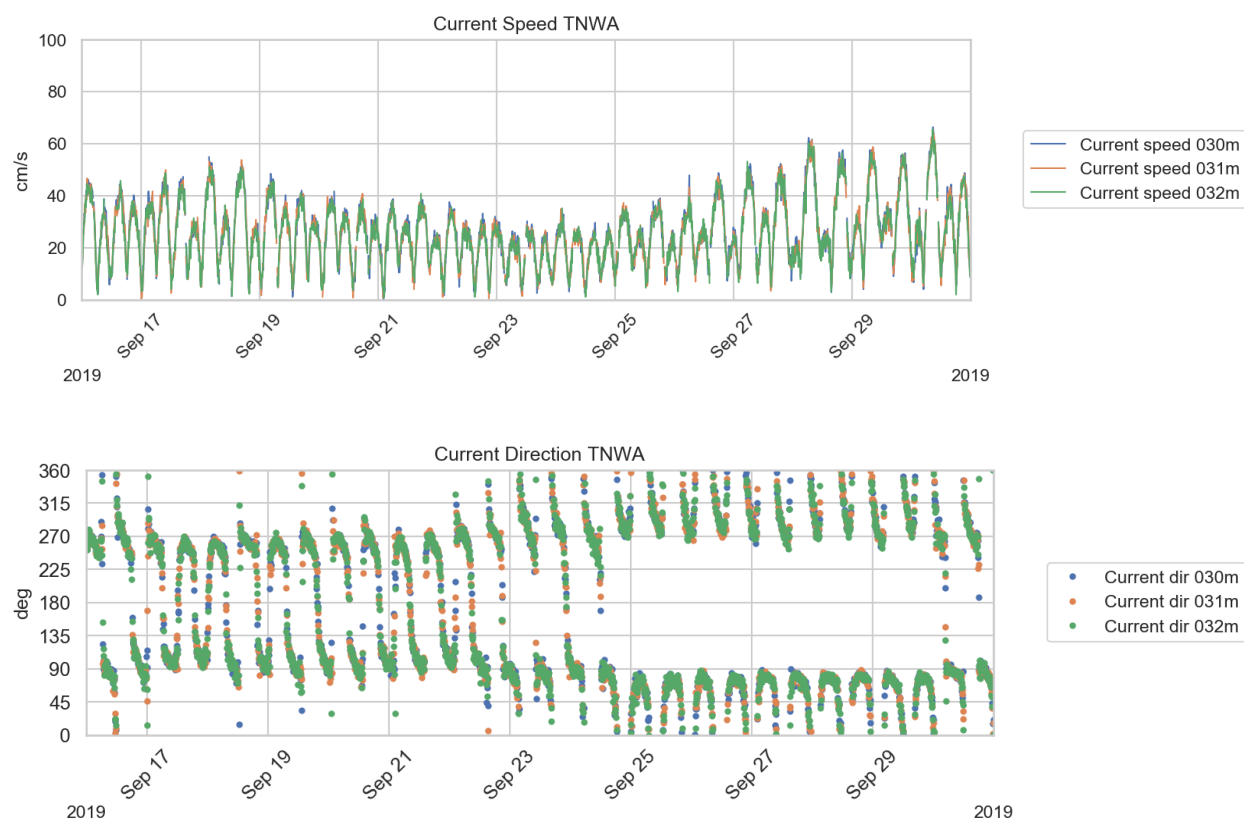 Current Speed TNWA
100
80
60
40
20
0
cm/s
Sep 17
Sep 19
Sep 21
Sep 23
Sep 25
Sep 27
Sep 29
2019
2019
Current speed 030m
Current speed 031m
Current speed 032m
Current Direction TNWA
360
315
270
225
180
135
90
45
0
deg
Sep 17
Sep 19
Sep 21
Sep 23
Sep 25
Sep 27
Sep 29
2019
2019
Current dir 030m
Current dir 031m
Current dir 032m